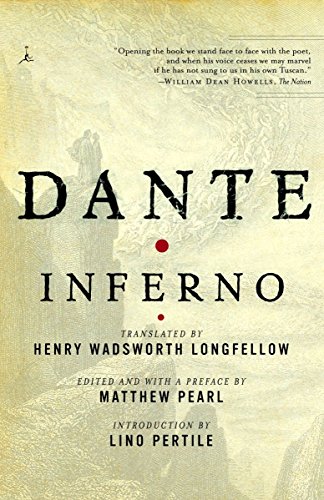 "Opening the book we stand face to face with the poet,
and when his voice ceases we may marvel
if he has not sung to us in his own Tuscan."
—WILLIAM DEAN HOWELLS, The Nation
DANTE
INFERNO
TRANSLATED BY
HENRY WADSWORTH LONGFELLOW
EDITED AND WITH A PREFACE BY
MATTHEW PEARL
INTRODUCTION BY
LINO PERTILE